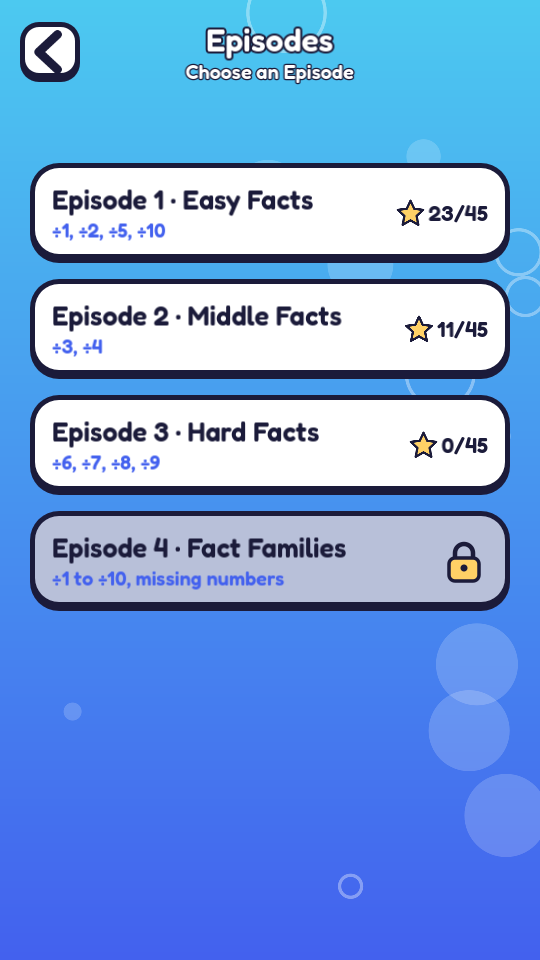 Episodes
Choose an Episode
Episode 1 · Easy Facts
÷1, ÷2, ÷5, ÷10
23/45
Episode 2 · Middle Facts
÷3, ÷4
11/45
Episode 3 · Hard Facts
÷6, ÷7, ÷8, ÷9
0/45
Episode 4 · Fact Families
÷1 to ÷10, missing numbers